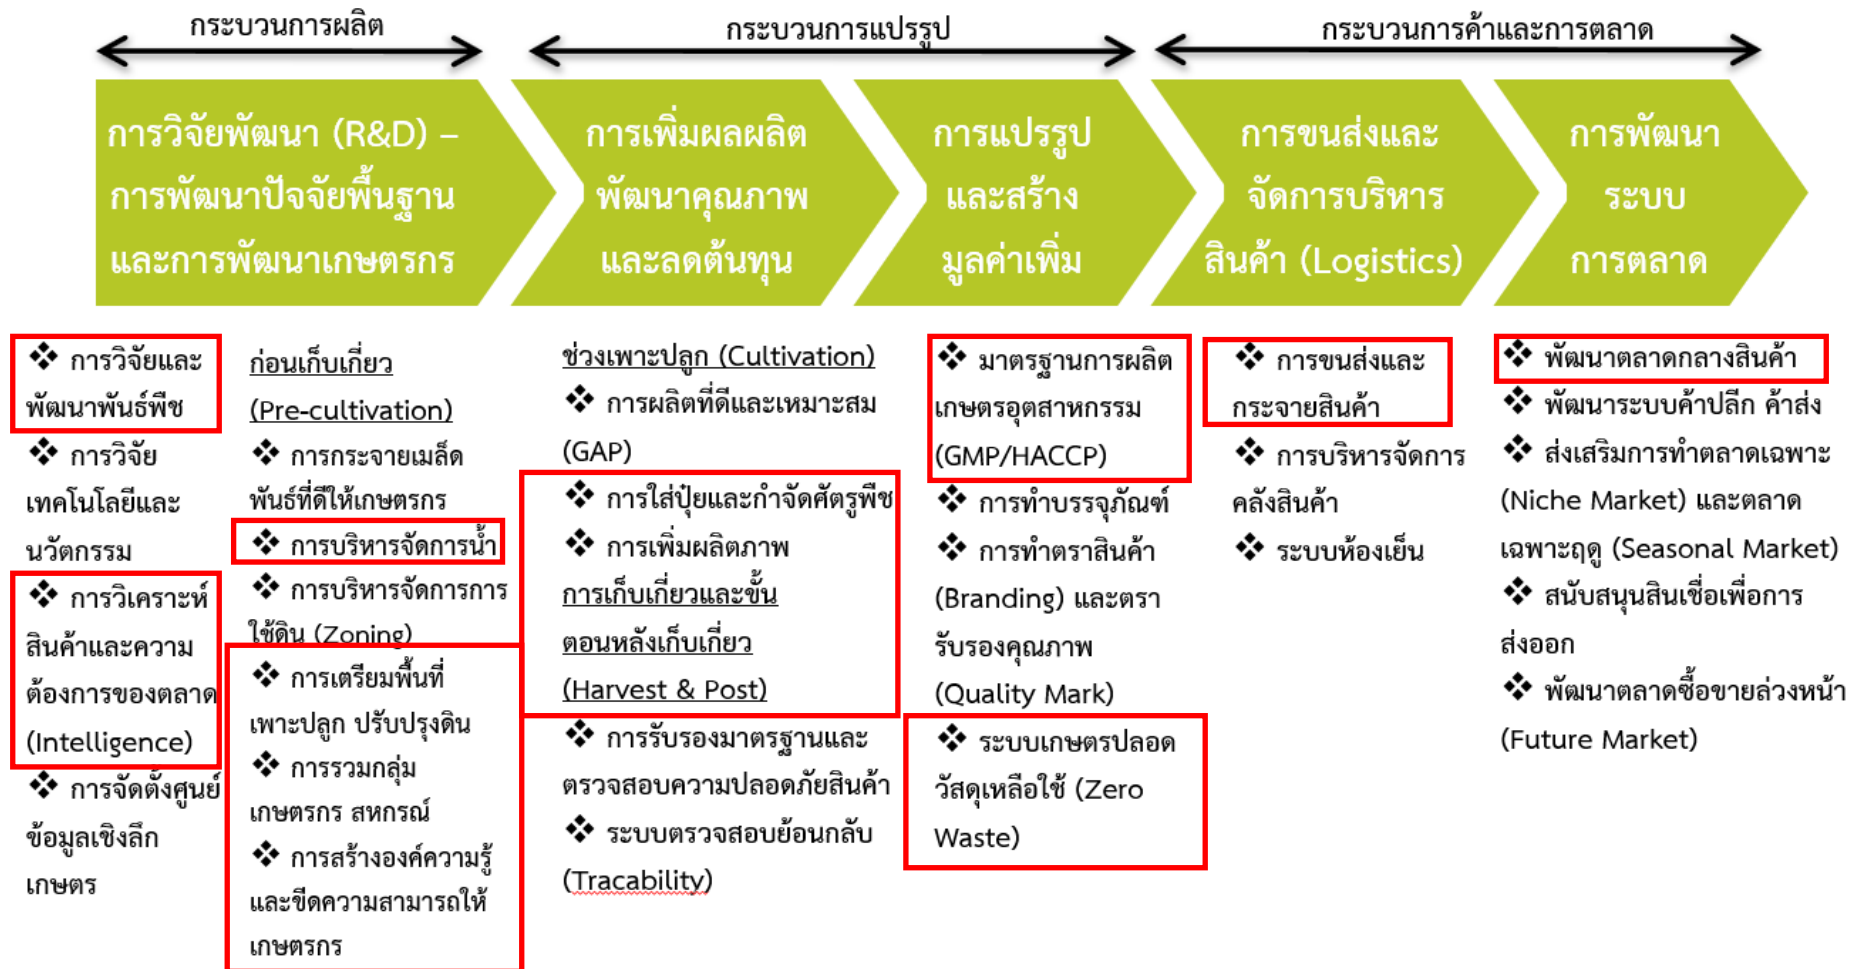 กระบวนการผลิต
กระบวนการแปรรูป
กระบวนการค้าและการตลาด
การวิจัยพัฒนา (R&D) –
การพัฒนาปัจจัยพื้นฐาน
และการพัฒนาเกษตรกร
การเพิ่มผลผลิต
พัฒนาคุณภาพ
และลดต้นทุน
การแปรรูป
และสร้าง
มูลค่าเพิ่ม
การขนส่งและ
จัดการบริหาร
สินค้า (Logistics)
การพัฒนา
ระบบ
การตลาด
❖ การวิจัยและ
พัฒนาพันธ์พืช
❖ การวิจัย
เทคโนโลยีและ
นวัตกรรม
❖ การวิเคราะห์
สินค้าและความ
ต้องการของตลาด
(Intelligence)
❖ การจัดตั้งศูนย์
ข้อมูลเชิงลึก
เกษตร
ก่อนเก็บเกี่ยว
(Pre-cultivation)
❖ การกระจายเมล็ด
พันธ์ที่ดีให้เกษตรกร
❖ การบริหารจัดการน้ำ
❖ การบริหารจัดการการ
ใช้ดิน (Zoning)
❖ การเตรียมพื้นที่
เพาะปลูก ปรับปรุงดิน
❖ การรวมกลุ่ม
เกษตรกร สหกรณ์
❖ การสร้างองค์ความรู้
และขีดความสามารถให้
เกษตรกร
ช่วงเพาะปลูก (Cultivation)
❖ การผลิตที่ดีและเหมาะสม
(GAP)
❖ การใส่ปุ๋ยและกำจัดศัตรูพืช
❖ การเพิ่มผลิตภาพ
การเก็บเกี่ยวและขั้น
ตอนหลังเก็บเกี่ยว
(Harvest & Post)
❖ การรับรองมาตรฐานและ
ตรวจสอบความปลอดภัยสินค้า
❖ ระบบตรวจสอบย้อนกลับ
(Tracability)
❖ มาตรฐานการผลิต
เกษตรอุตสาหกรรม
(GMP/HACCP)
❖ การทำบรรจุภัณฑ์
❖ การทำตราสินค้า
(Branding) และตรา
รับรองคุณภาพ
(Quality Mark)
❖ ระบบเกษตรปลอด
วัสดุเหลือใช้ (Zero
Waste)
❖ การขนส่งและ
กระจายสินค้า
❖ การบริหารจัดการ
คลังสินค้า
❖ ระบบห้องเย็น
❖ พัฒนาตลาดกลางสินค้า
❖ พัฒนาระบบค้าปลีก ค้าส่ง
❖ ส่งเสริมการทำตลาดเฉพาะ
(Niche Market) และตลาด
เฉพาะฤดู (Seasonal Market)
❖ สนับสนุนสินเชื่อเพื่อการ
ส่งออก
❖ พัฒนาตลาดซื้อขายล่วงหน้า
(Future Market)